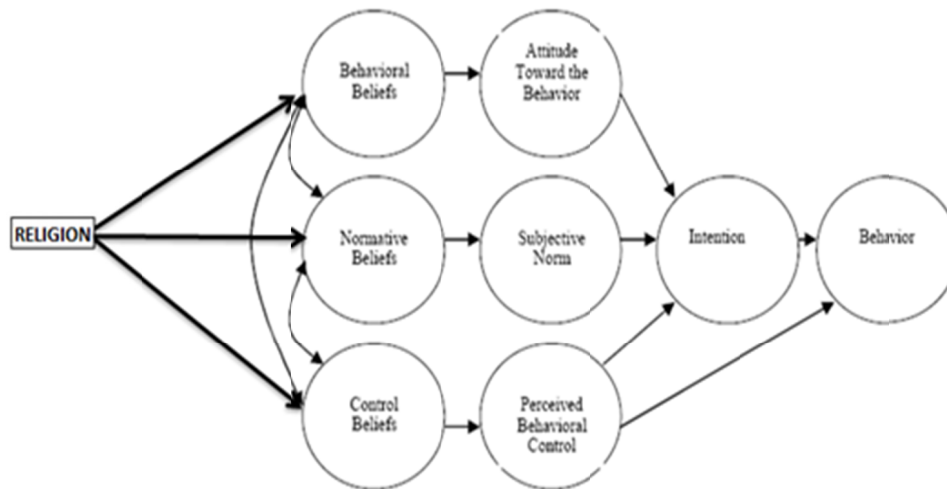 RELIGION
Behavioral
Beliefs
Attitude
Toward the
Behavior
Normative
Beliefs
Subjective
Norm
Intention
Behavior
Control
Beliefs
Perceived
Behavioral
Control